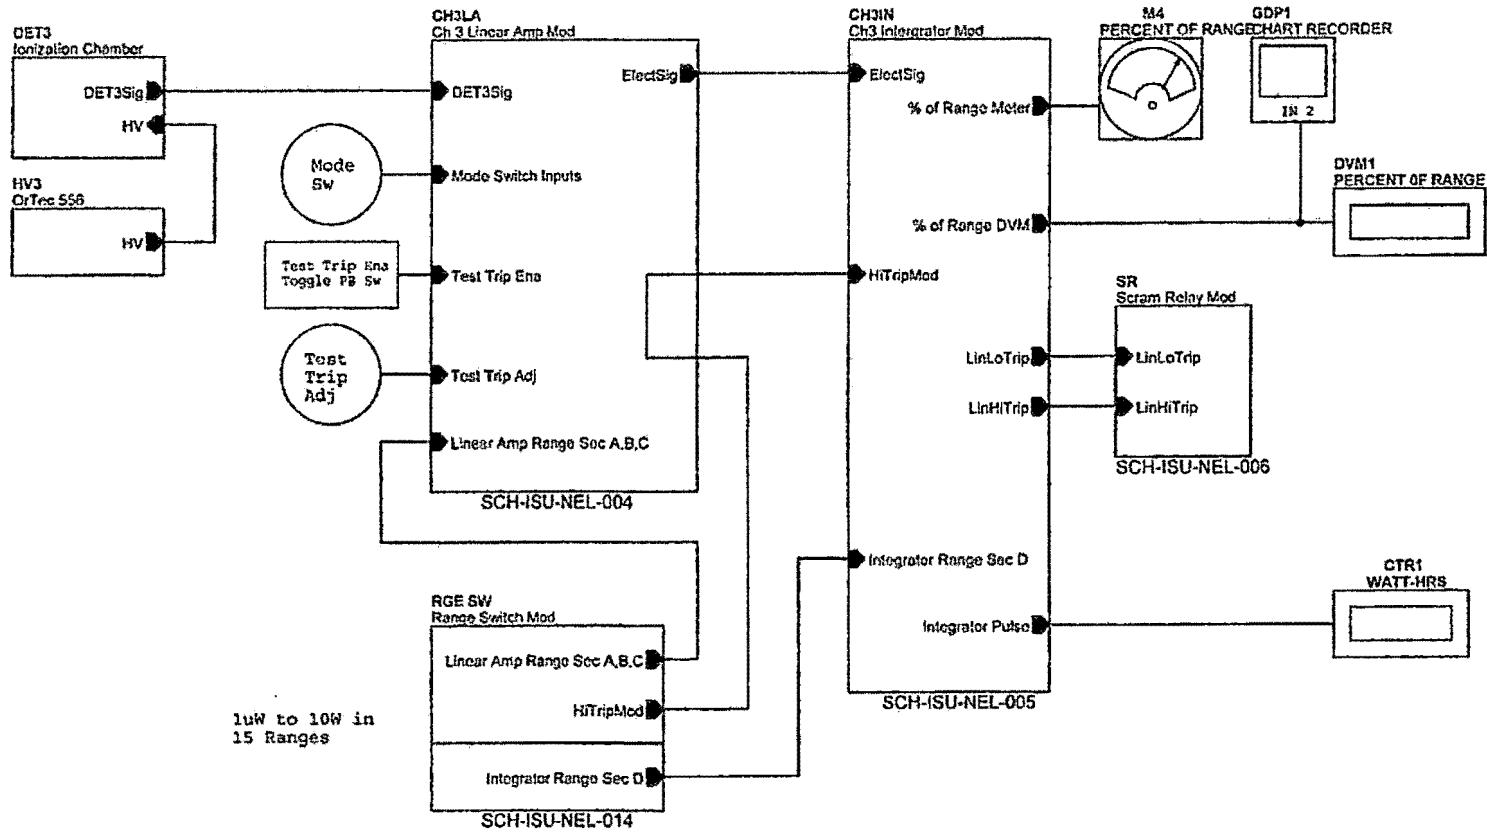 DET3
Ionization Chamber
DET3Sig
HV
HV3
OrTec 556
HV
Mode
Sw
Test Trip Ena
Toggle PB Sw
Test
Trip
Adj
CH3LA
Ch 3 Linear Amp Mod
ElectSig
DET3Sig
Mode Switch Inputs
Test Trip Ena
Test Trip Adj
Linear Amp Range Sec A,B,C
SCH-ISU-NEL-004
RGE SW
Range Switch Mod
Linear Amp Range Sec A,B,C
HiTripMod
Integrator Range Sec D
SCH-ISU-NEL-014
1uW to 10W in
15 Ranges
CH3IN
Ch3 Intergrator Mod
ElectSig
% of Range Meter
% of Range DVM
HiTripMod
LinLoTrip
LinHiTrip
Integrator Range Sec D
Integrator Pulse
SCH-ISU-NEL-005
M4
PERCENT OF RANGE
GDP1
CHART RECORDER
IN 2
DVM1
PERCENT OF RANGE
SR
Scram Relay Mod
LinLoTrip
LinHiTrip
SCH-ISU-NEL-006
CTR1
WATT-HRS